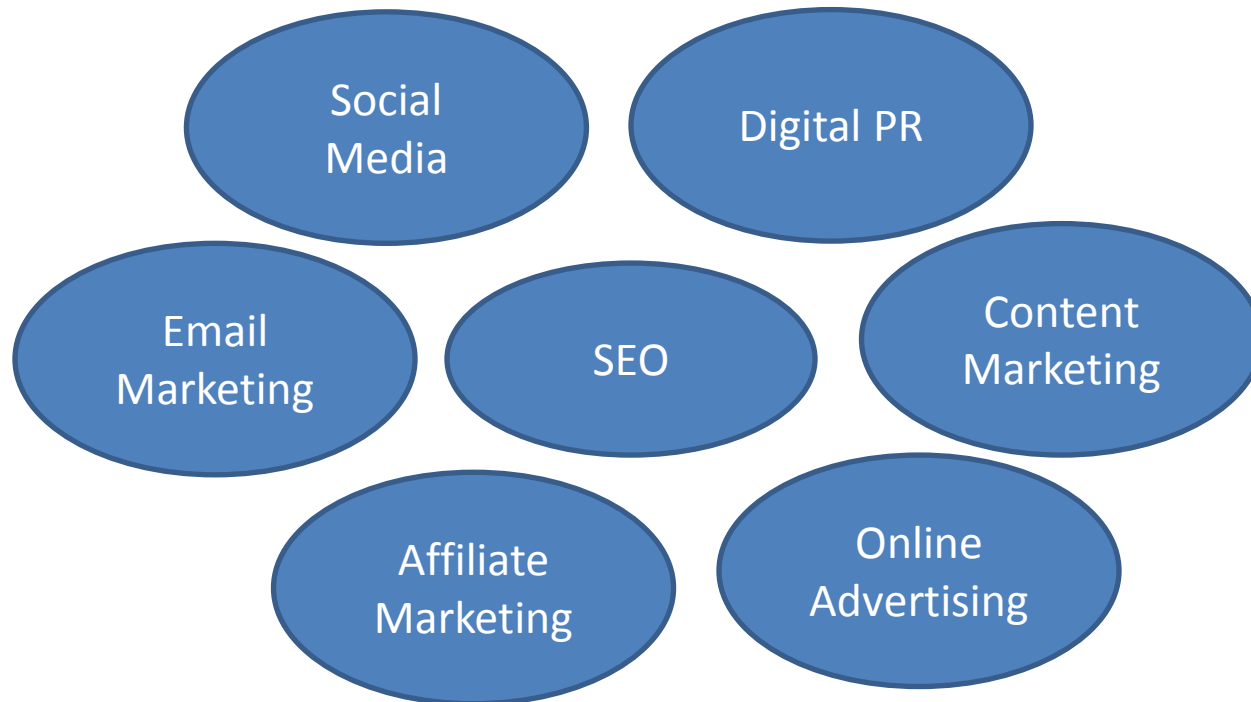 Social
Media
Digital PR
Email
Marketing
SEO
Content
Marketing
Affiliate
Marketing
Online
Advertising